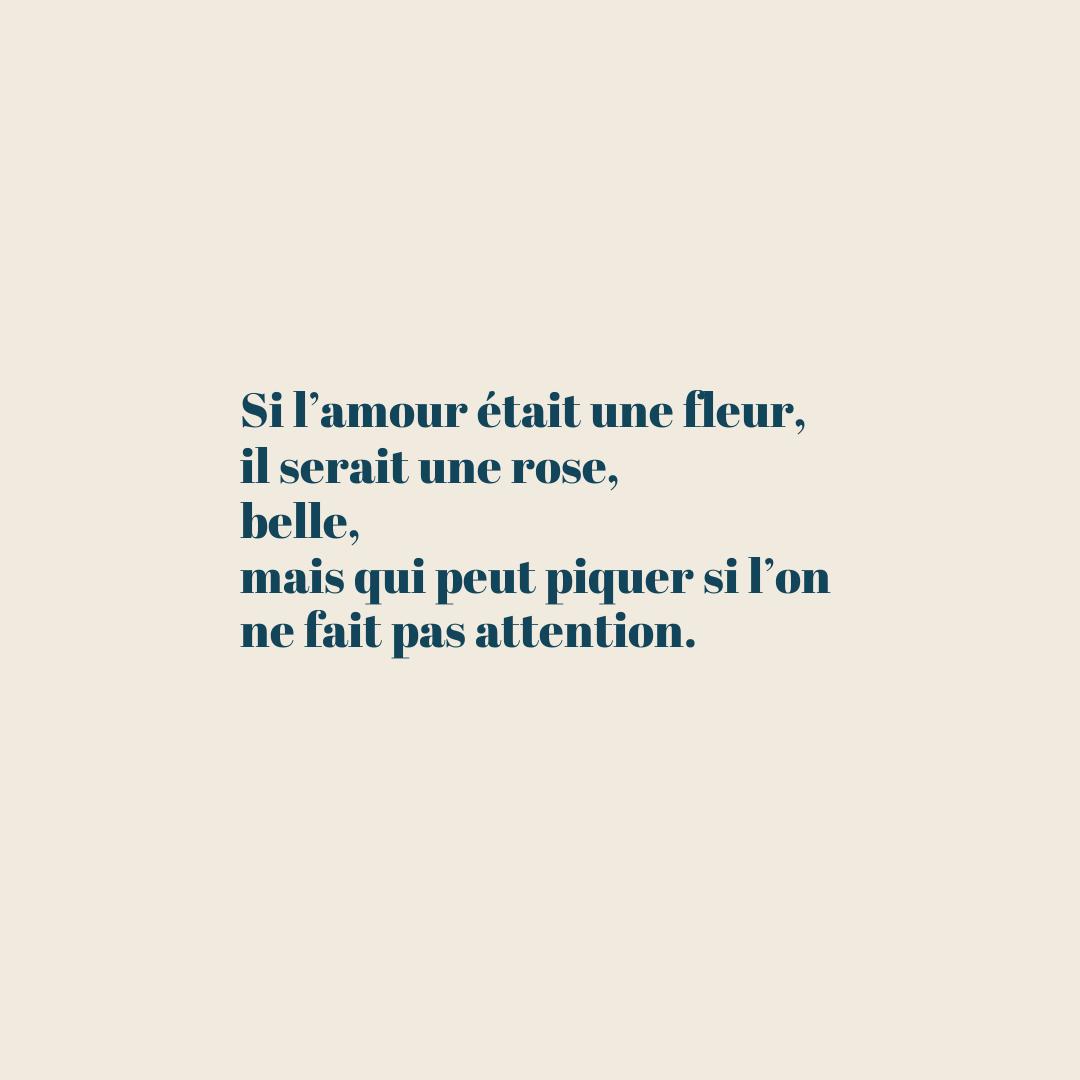 Si l’amour était une fleur,
il serait une rose,
belle,
mais qui peut piquer si l’on
ne fait pas attention.